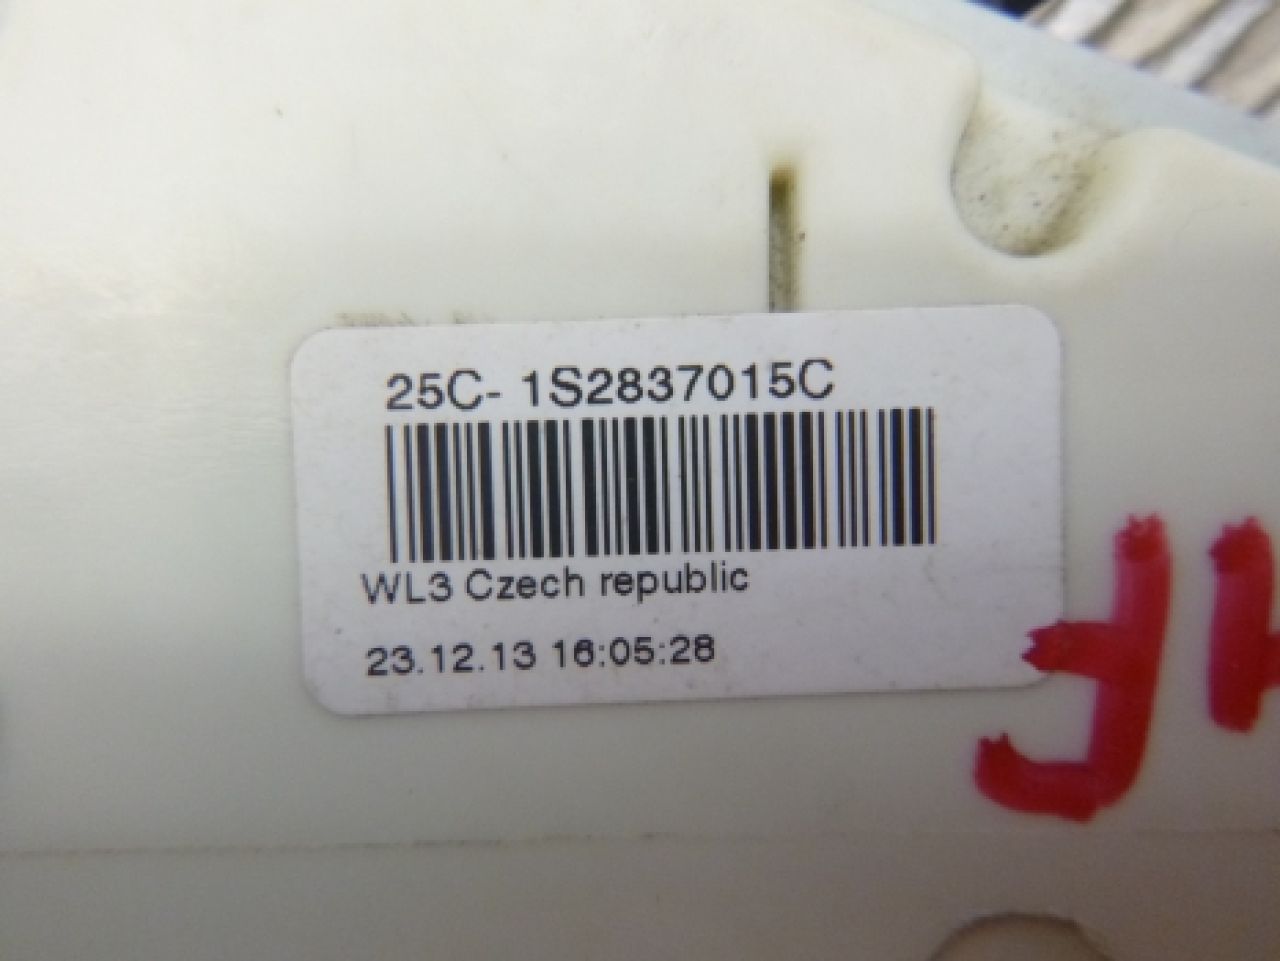 25C- 1S2837015C
WL3 Czech republic
23.12.13 16:05:28